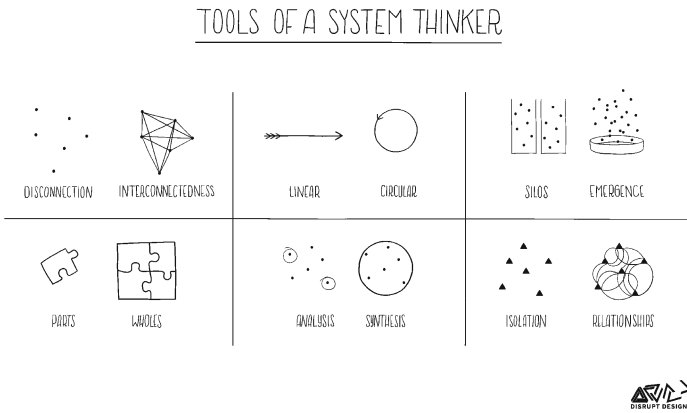 TOOLS OF A SYSTEM THINKER
DISCONNECTION INTERCONNECTEDNESS LINEAR CIRCULAR SILOS EMERGENCE
PARTS WHOLES ANALYSIS SYNTHESIS ISOLATION RELATIONSHIPS
DISRUPT DESIGN